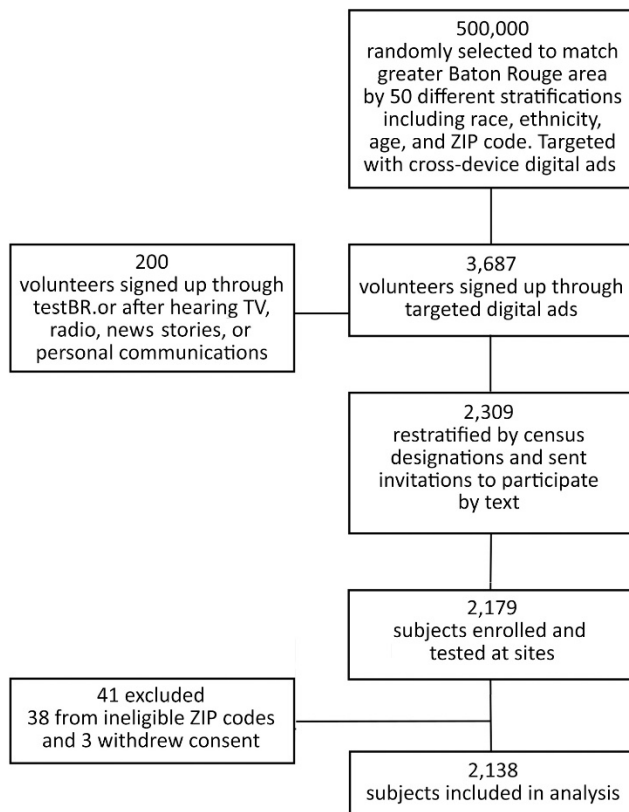 500,000
randomly selected to match
greater Baton Rouge area
by 50 different stratifications
including race, ethnicity,
age, and ZIP code. Targeted
with cross-device digital ads
200
volunteers signed up through
testBR.or after hearing TV,
radio, news stories, or
personal communications
3,687
volunteers signed up through
targeted digital ads
2,309
restratified by census
designations and sent
invitations to participate
by text
2,179
subjects enrolled and
tested at sites
41 excluded
38 from ineligible ZIP codes
and 3 withdrew consent
2,138
subjects included in analysis